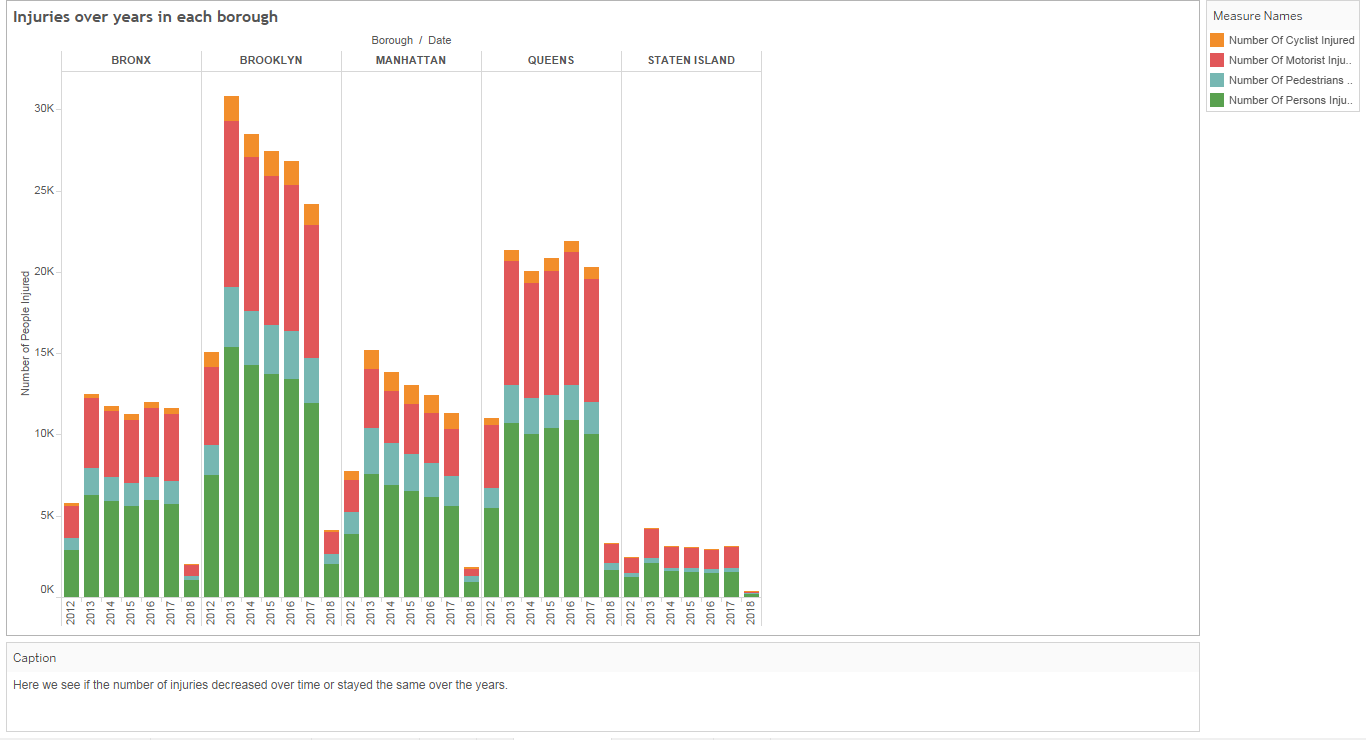 Injuries over years in each borough
Borough / Date
BRONX BROOKLYN MANHATTAN QUEENS STATEN ISLAND
Number of People Injured
30K
25K
20K
15K
10K
5K
0K
2012 2013 2014 2015 2016 2017 2018 2012 2013 2014 2015 2016 2017 2018 2012 2013 2014 2015 2016 2017 2018 2012 2013 2014 2015 2016 2017 2018 2012 2013 2014 2015 2016 2017 2018
Measure Names
Number Of Cyclist Injured
Number Of Motorist Inju..
Number Of Pedestrians ..
Number Of Persons Inju..
Caption
Here we see if the number of injuries decreased over time or stayed the same over the years.